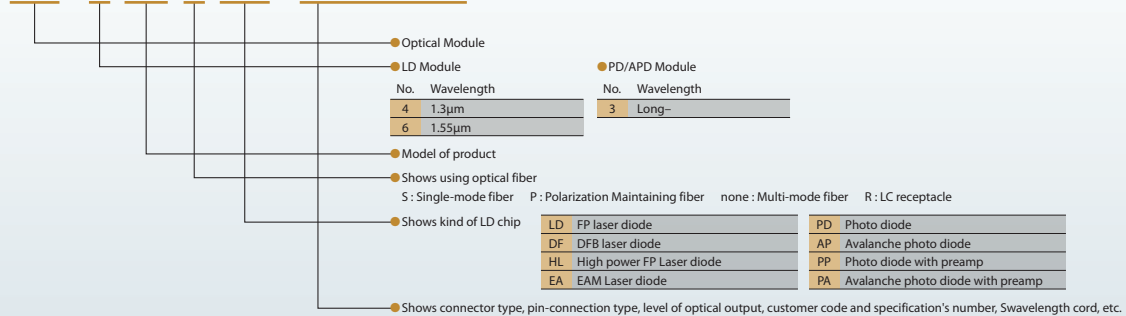 Optical Module
LD Module
No. Wavelength
4 1.3μm
6 1.55μm
PD/APD Module
No. Wavelength
3 Long–
Model of product
Shows using optical fiber
S : Single-mode fiber P : Polarization Maintaining fiber none : Multi-mode fiber R : LC receptacle
Shows kind of LD chip
LD FP laser diode
DF DFB laser diode
HL High power FP Laser diode
EA EAM Laser diode
PD Photo diode
AP Avalanche photo diode
PP Photo diode with preamp
PA Avalanche photo diode with preamp
Shows connector type, pin-connection type, level of optical output, customer code and specification's number, Swavelength cord, etc.